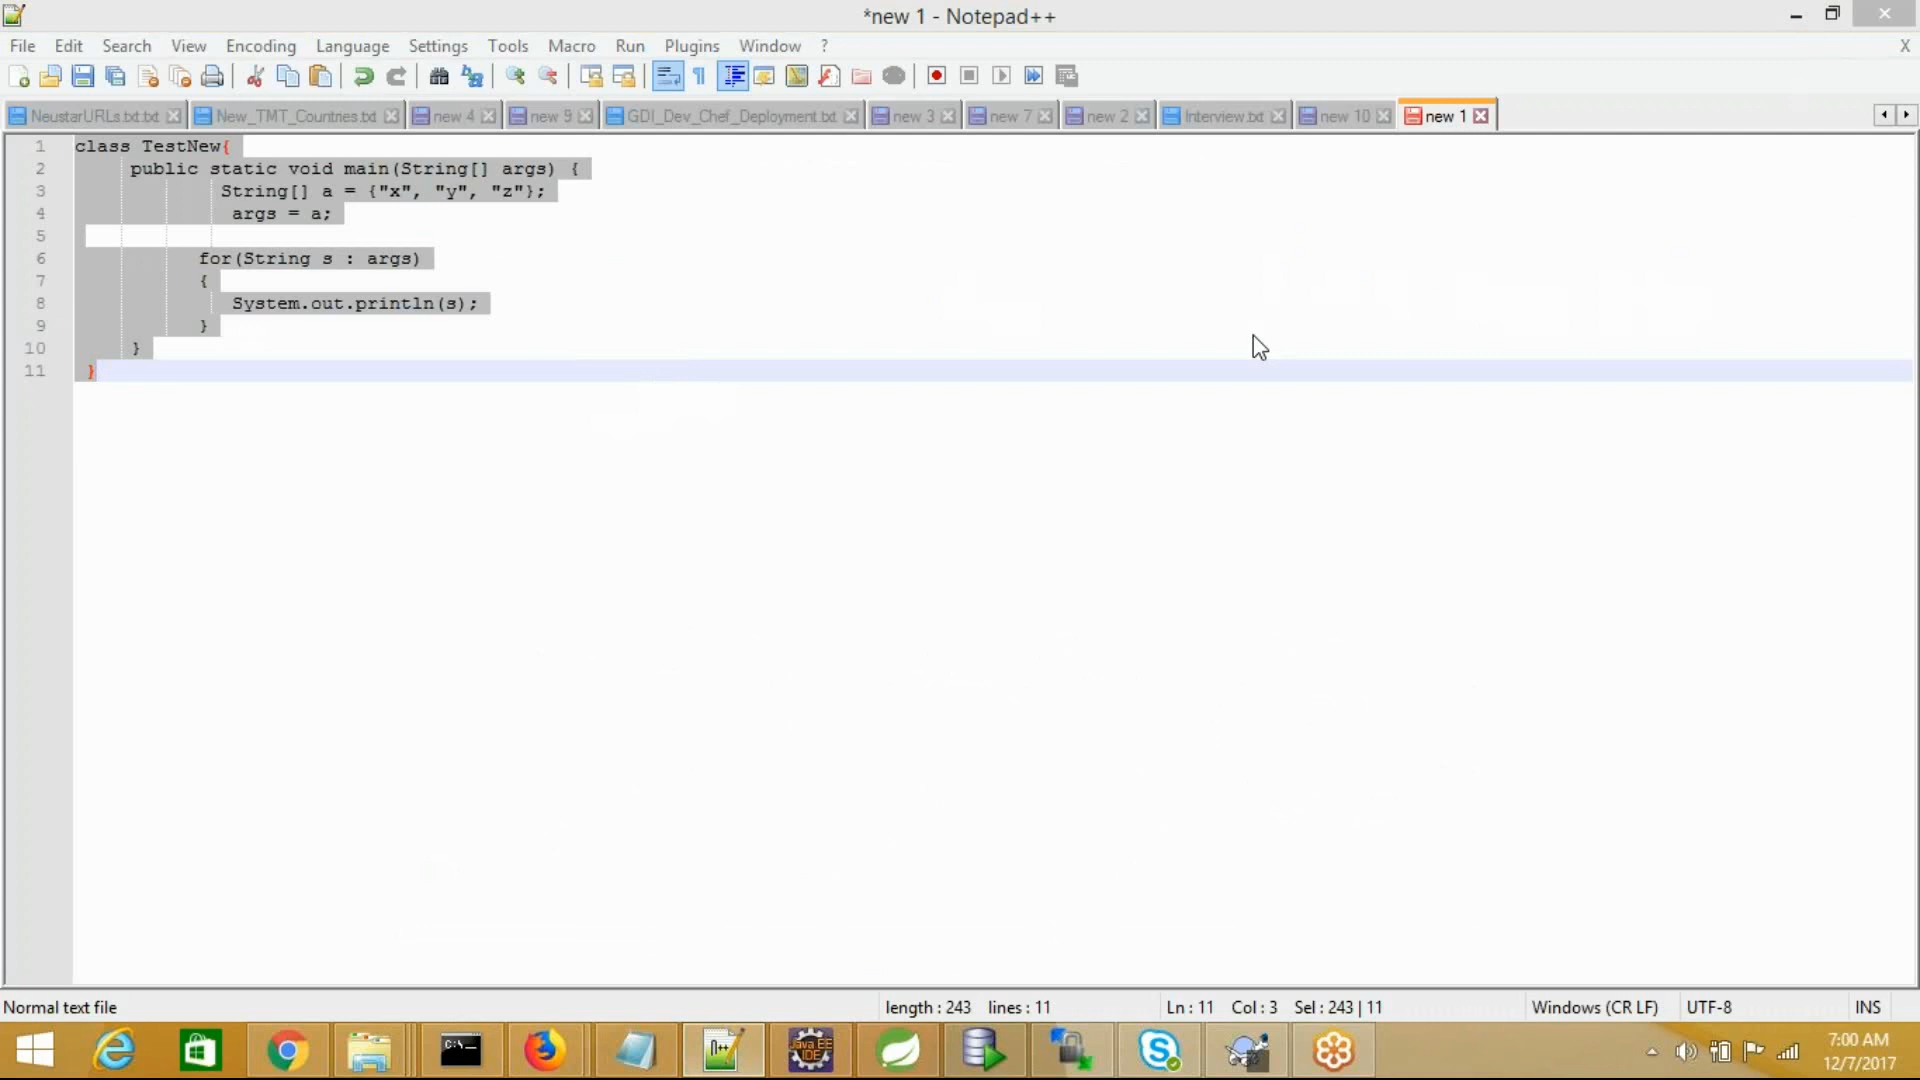 *new 1 - Notepad++
File Edit Search View Encoding Language Settings Tools Macro Run Plugins Window ? X
NeustarURLs.txt.txt New_TMT_Countries.txt new 4 new 9 GDI_Dev_Chef_Deployment.txt new 3 new 7 new 2 Interview.txt new 10 new 1
1 class TestNew{
2 public static void main(String[] args) {
3 String[] a = {"x", "y", "z"};
4 args = a;
5
6 for(String s : args)
7 {
8 System.out.println(s);
9 }
10 }
11 }
Normal text file length : 243 lines : 11 Ln : 11 Col : 3 Sel : 243 | 11 Windows (CR LF) UTF-8 INS
C:\_ n++ Java EE IDE S 7:00 AM
12/7/2017